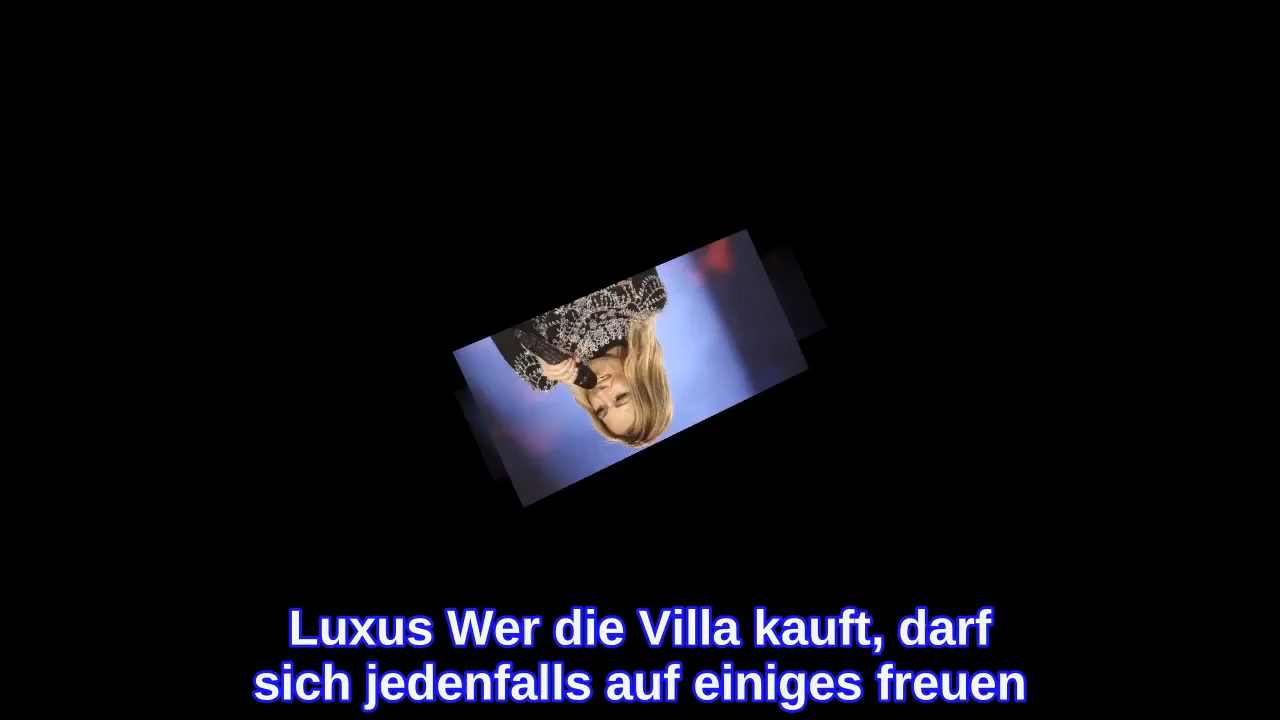 Luxus Wer die Villa kauft, darf
sich jedenfalls auf einiges freuen